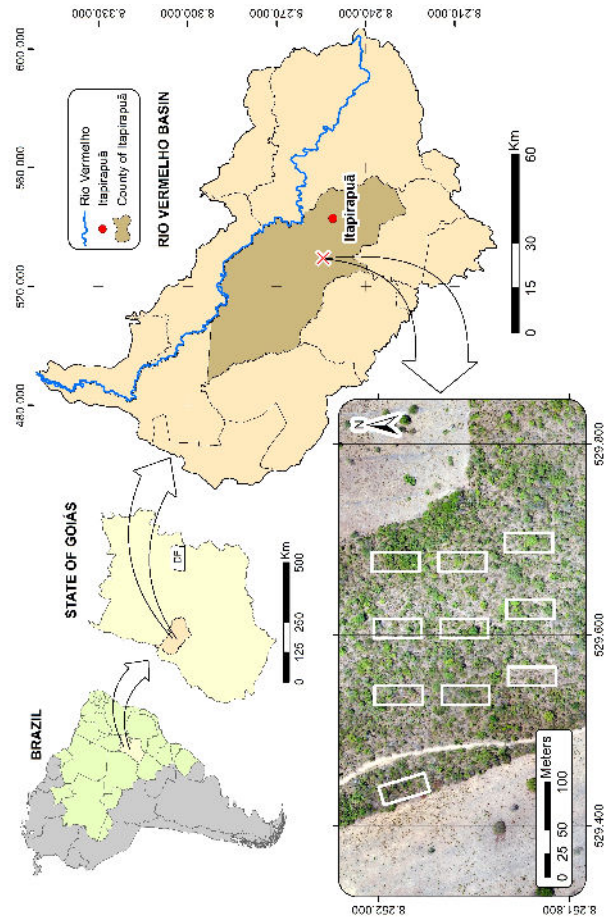 BRAZIL
STATE OF GOIÁS
DF
0 125 250 500
Km
480.000 520.000 560.000 600.000
Rio Vermelho
Itapirapuã
County of Itapirapuã
RIO VERMELHO BASIN
8.330.000
8.300.000
8.270.000
8.240.000
8.210.000
Itapirapuã
0 15 30 60
Km
N
8.252.000
8.251.800
Meters
0 25 50 100
529.400 529.600 529.800